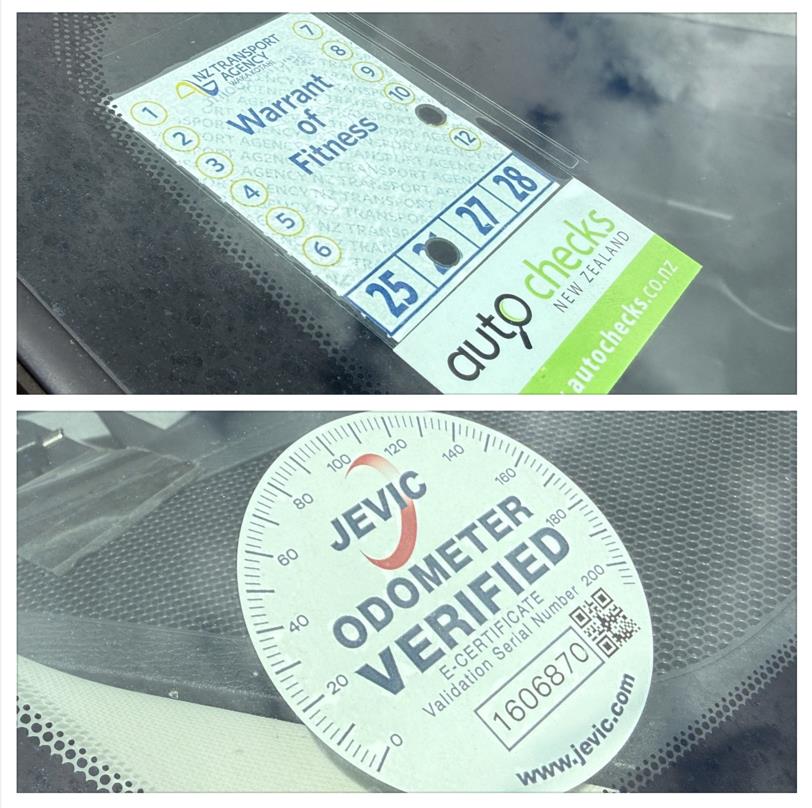 NZ TRANSPORT
AGENCY
WAKA KOTAHI
Warrant
of
Fitness
1
2
3
4
5
6
7
8
9
10
12
25 27 28
auto checks
NEW ZEALAND
autochecks.co.nz
0 20 40 60 80 100 120 140 160 180 200
JEVIC
ODOMETER
VERIFIED
E-CERTIFICATE
Validation Serial Number
1606870
www.jevic.com